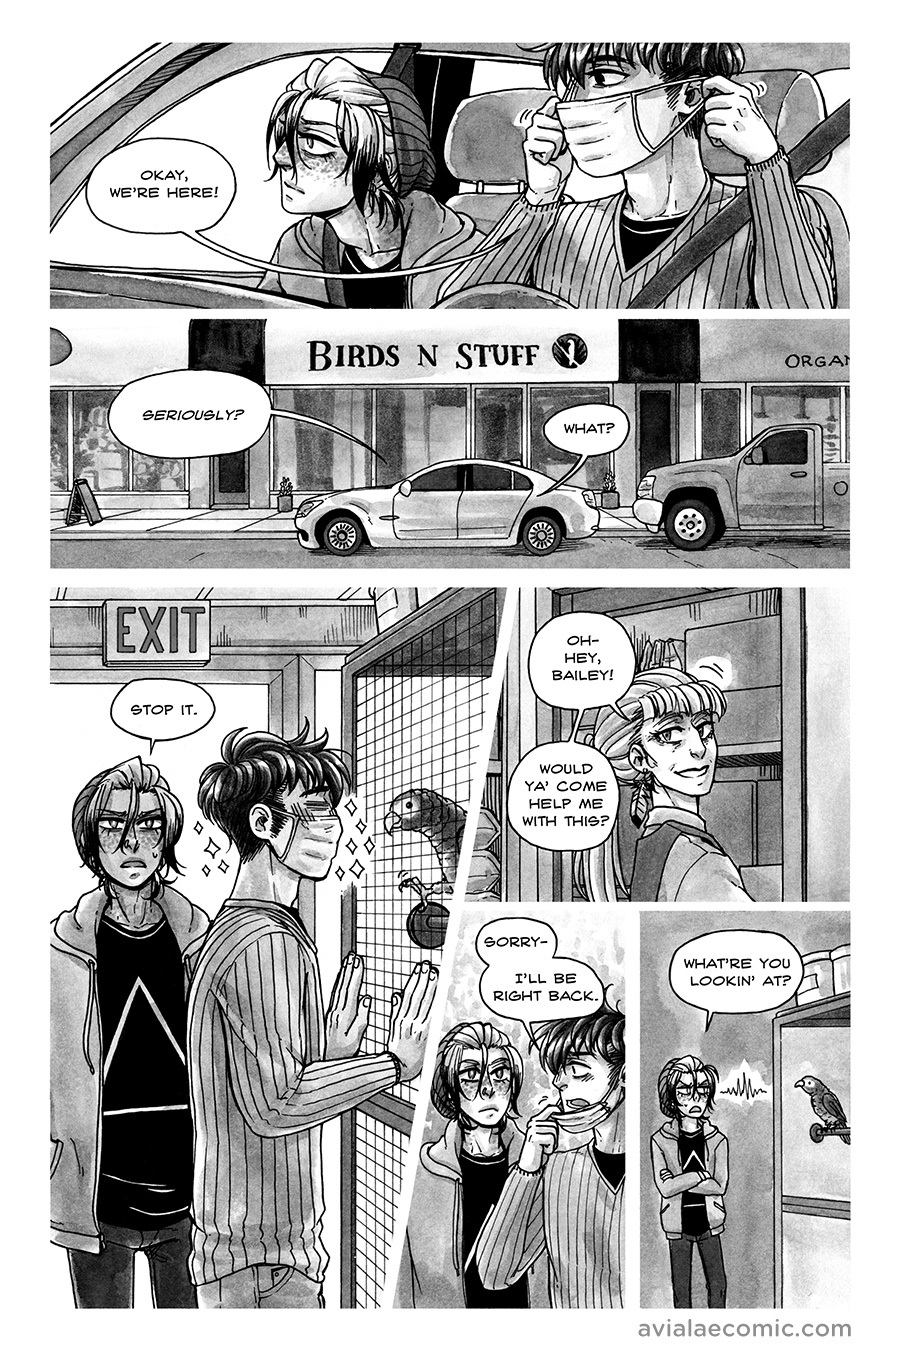 OKAY,
WE'RE HERE!
BIRDS N STUFF
ORGAN
SERIOUSLY?
WHAT?
EXIT
STOP IT.
OH-
HEY,
BAILEY!
WOULD
YA' COME
HELP ME
WITH THIS?
SORRY-
I'LL BE
RIGHT BACK.
WHAT'RE YOU
LOOKIN' AT?
avialaecomic.com